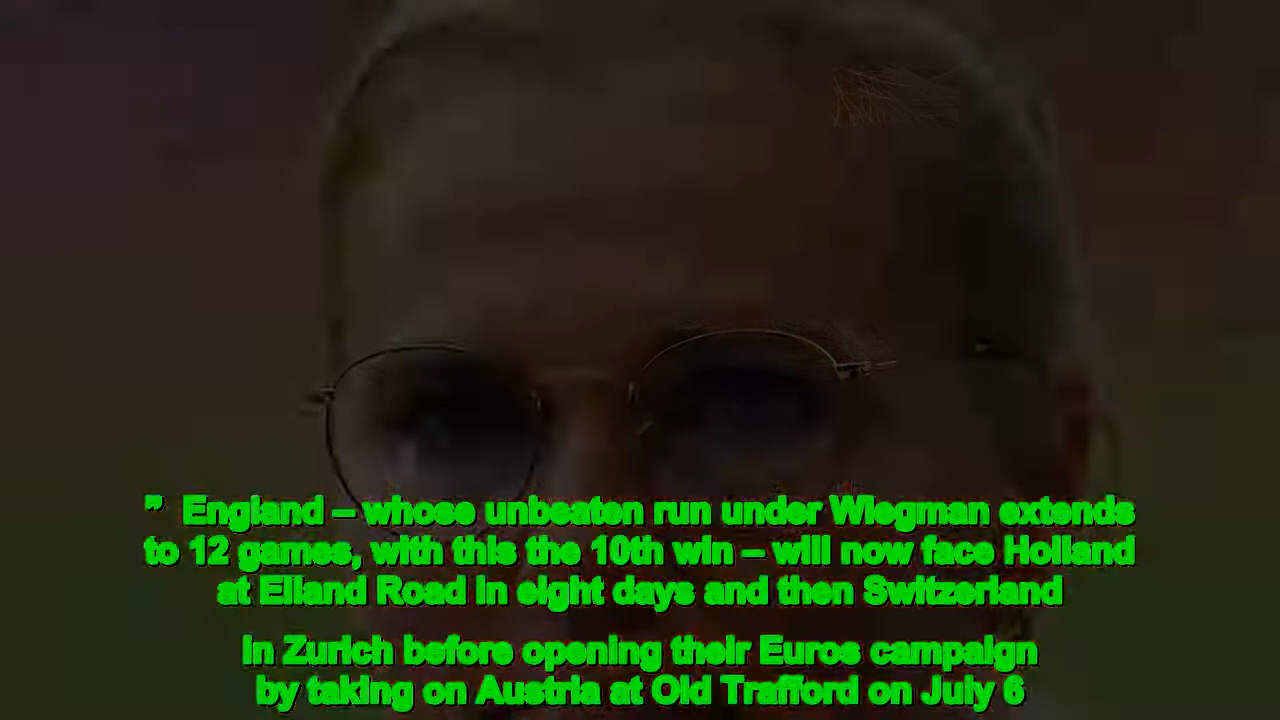 ” England – whose unbeaten run under Wiegman extends
to 12 games, with this the 10th win – will now face Holland
at Elland Road in eight days and then Switzerland
in Zurich before opening their Euros campaign
by taking on Austria at Old Trafford on July 6